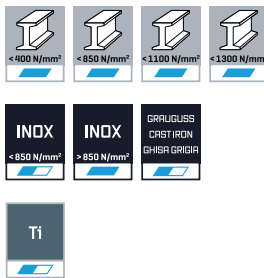 <400 N/mm² <850 N/mm² <1100 N/mm² <1300 N/mm²
INOX INOX GRAUGUSS
CAST IRON
GHISA GRIGIA
<850 N/mm² >850 N/mm²
Ti